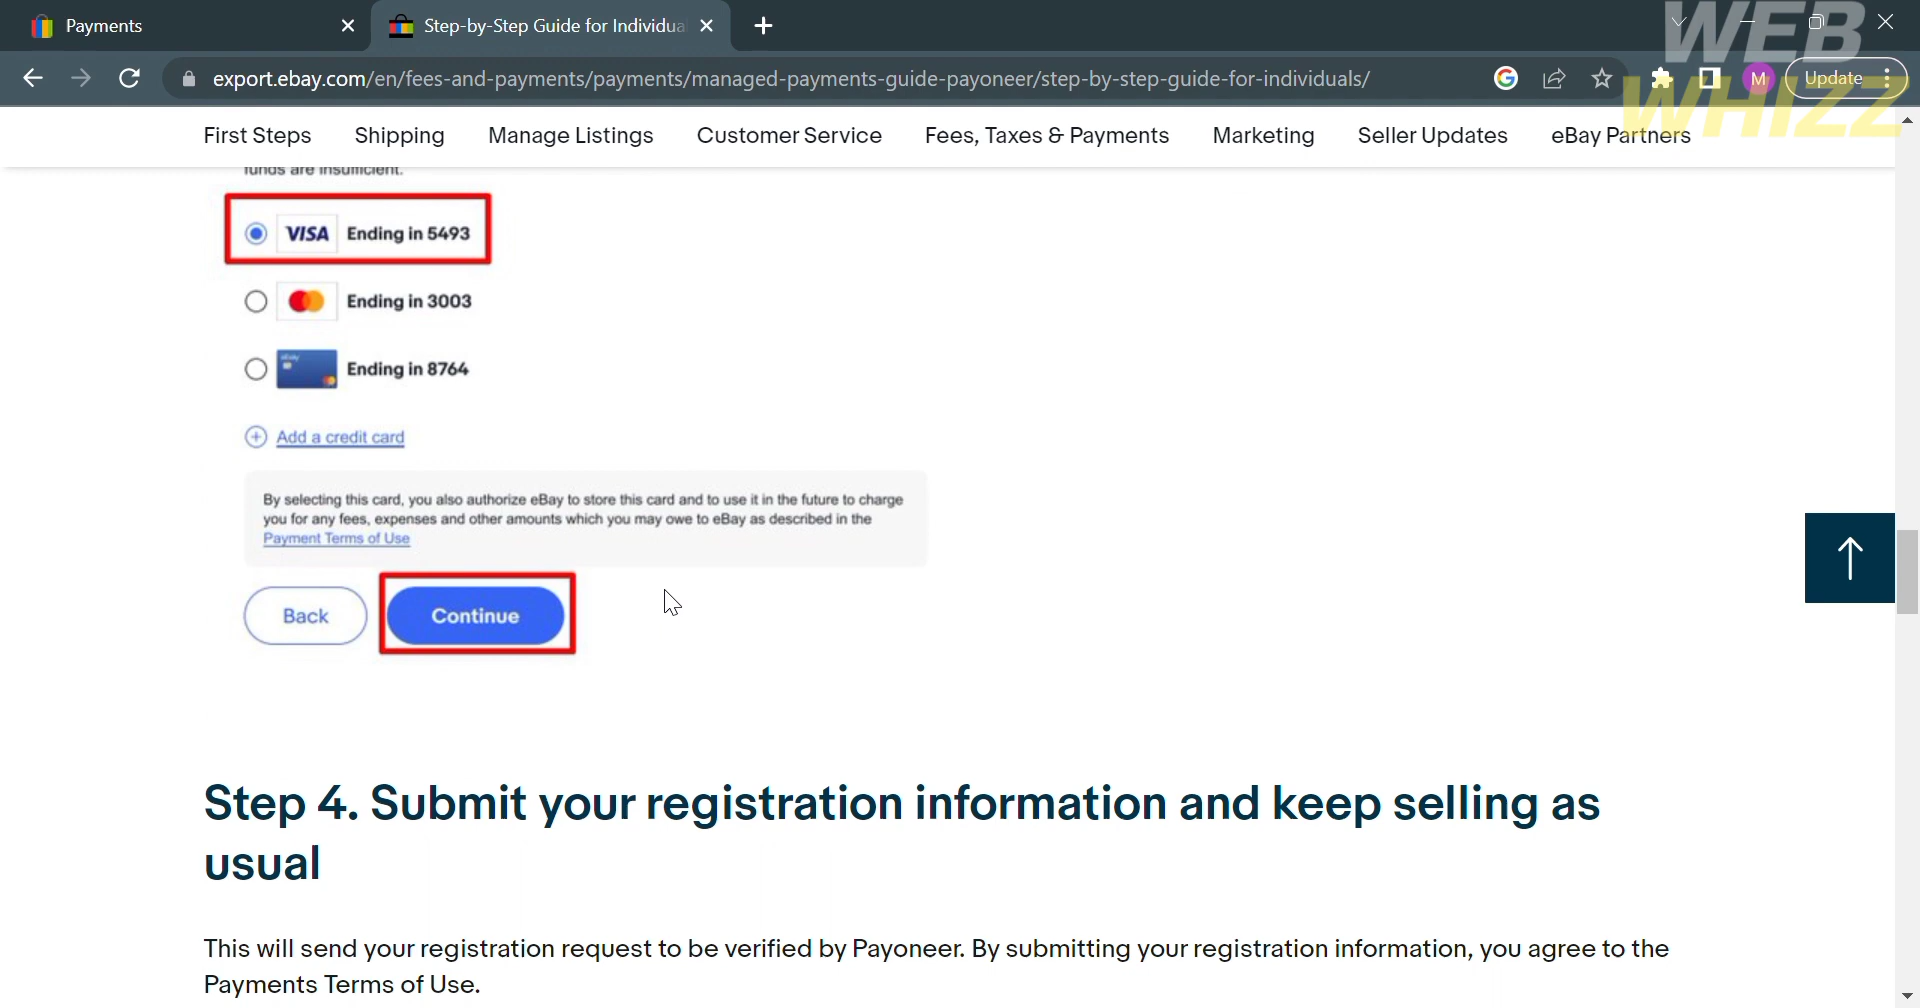 Payments
Step-by-Step Guide for Individua
WEB
WHIZZ
export.ebay.com/en/fees-and-payments/payments/managed-payments-guide-payoneer/step-by-step-guide-for-individuals/
M
Update
First Steps
Shipping
Manage Listings
Customer Service
Fees, Taxes & Payments
Marketing
Seller Updates
eBay Partners
funds are insufficient.
VISA Ending in 5493
Ending in 3003
ebay Ending in 8764
Add a credit card
By selecting this card, you also authorize eBay to store this card and to use it in the future to charge
you for any fees, expenses and other amounts which you may owe to eBay as described in the
Payment Terms of Use
Back
Continue
Step 4. Submit your registration information and keep selling as
usual
This will send your registration request to be verified by Payoneer. By submitting your registration information, you agree to the
Payments Terms of Use.